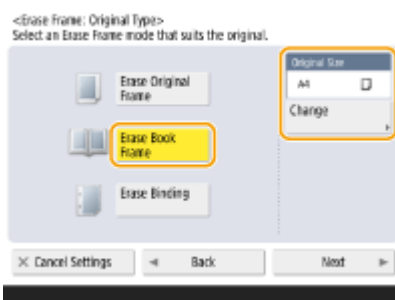 <Erase Frame: Original Type>
Select an Erase Frame mode that suits the original.
Original Size
A4
Change
Erase Original
Frame
Erase Book
Frame
Erase Binding
Cancel Settings
Back
Next